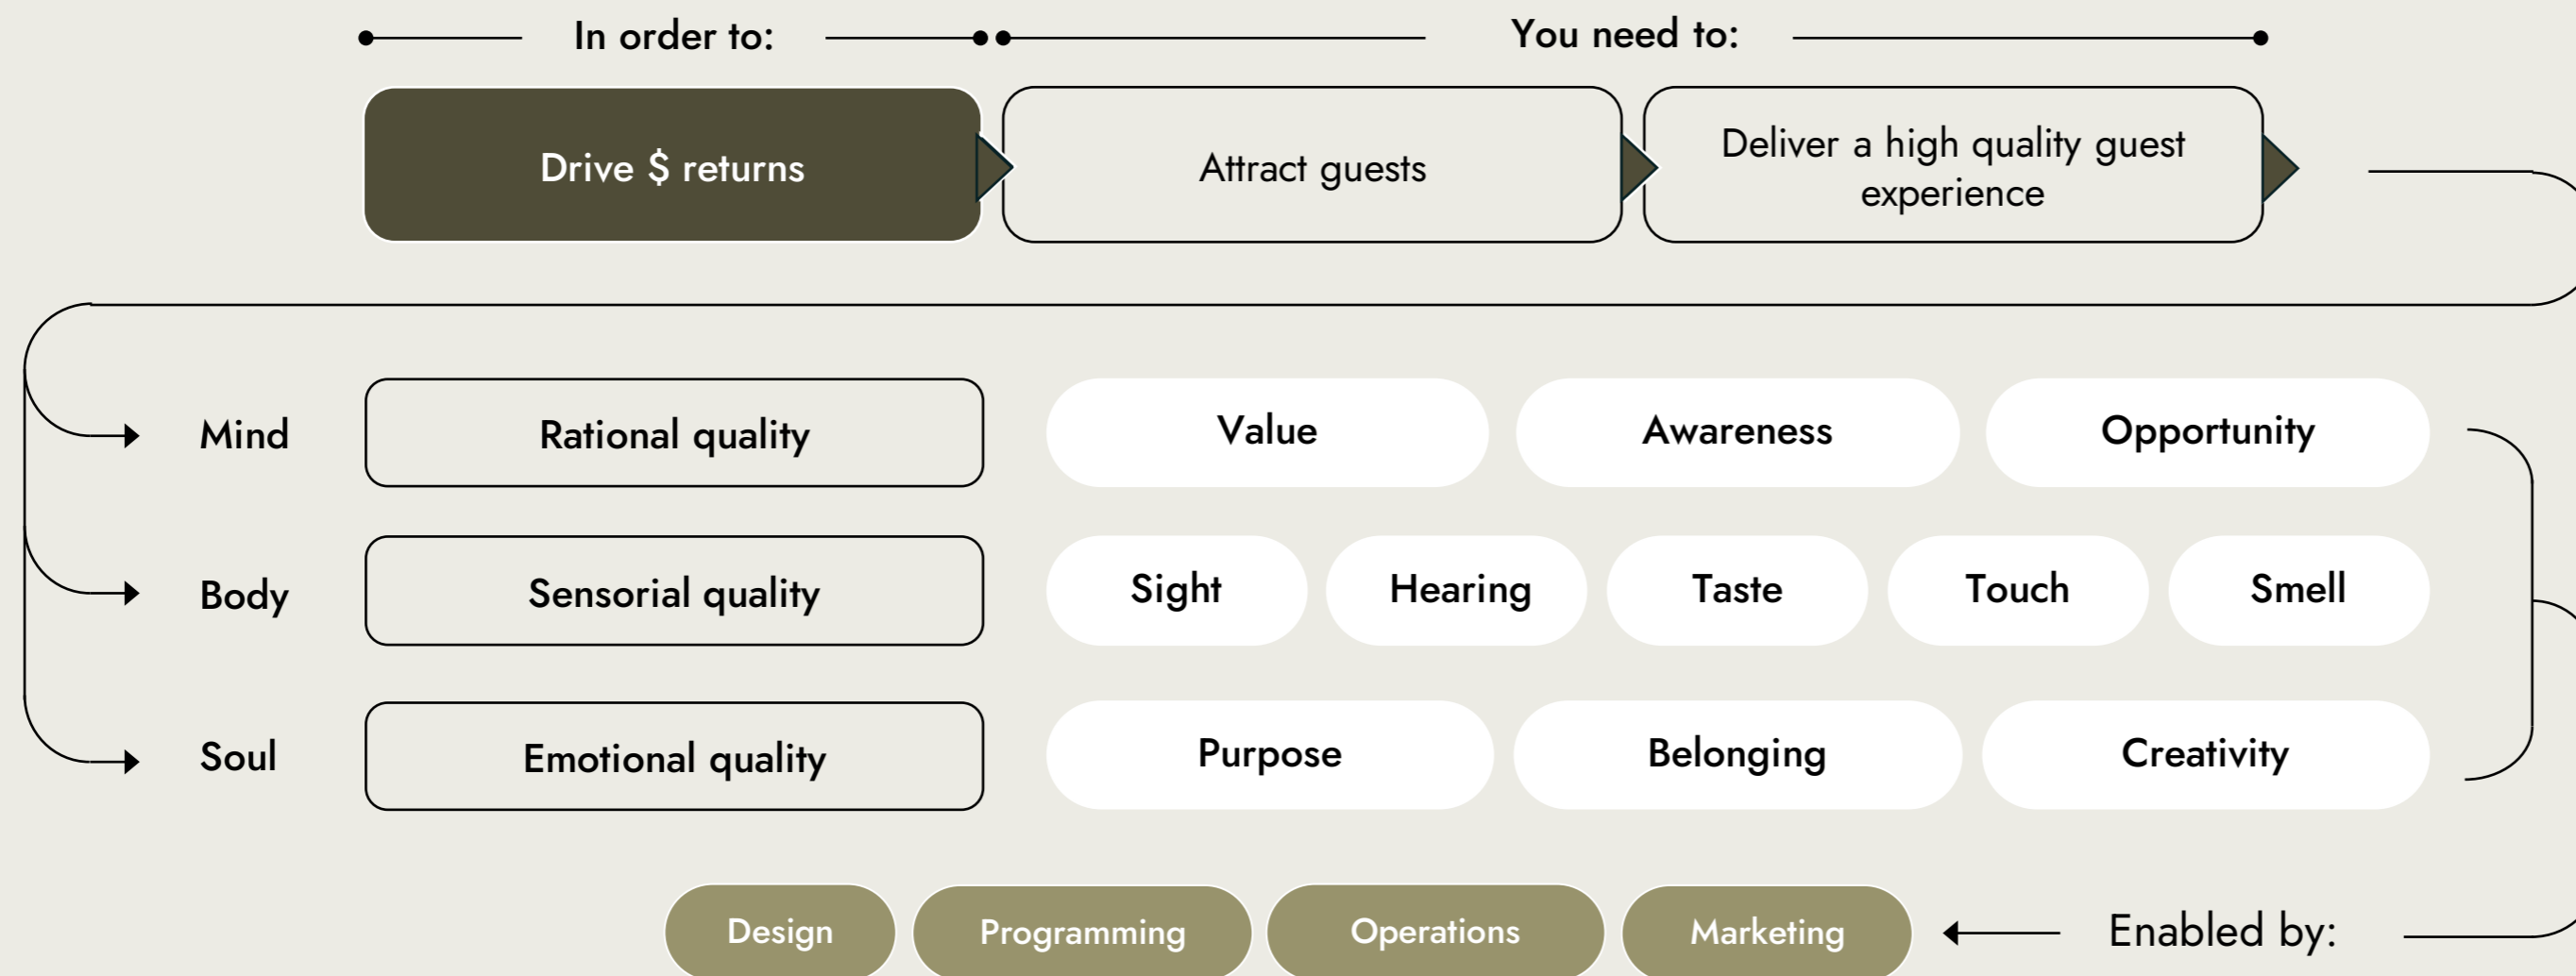 In order to:
You need to:
Drive $ returns
Attract guests
Deliver a high quality guest
experience
Mind
Rational quality
Value
Awareness
Opportunity
Body
Sensorial quality
Sight
Hearing
Taste
Touch
Smell
Soul
Emotional quality
Purpose
Belonging
Creativity
Design
Programming
Operations
Marketing
Enabled by: